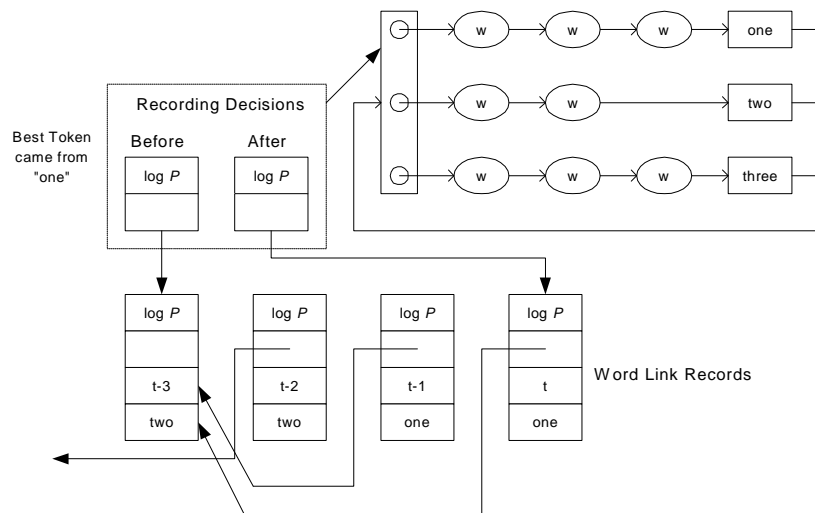 w w w one
Recording Decisions
w w two
Best Token
came from
"one"
Before After
log P log P
w w w three
log P log P log P log P
Word Link Records
t-3 t-2 t-1 t
two two one one